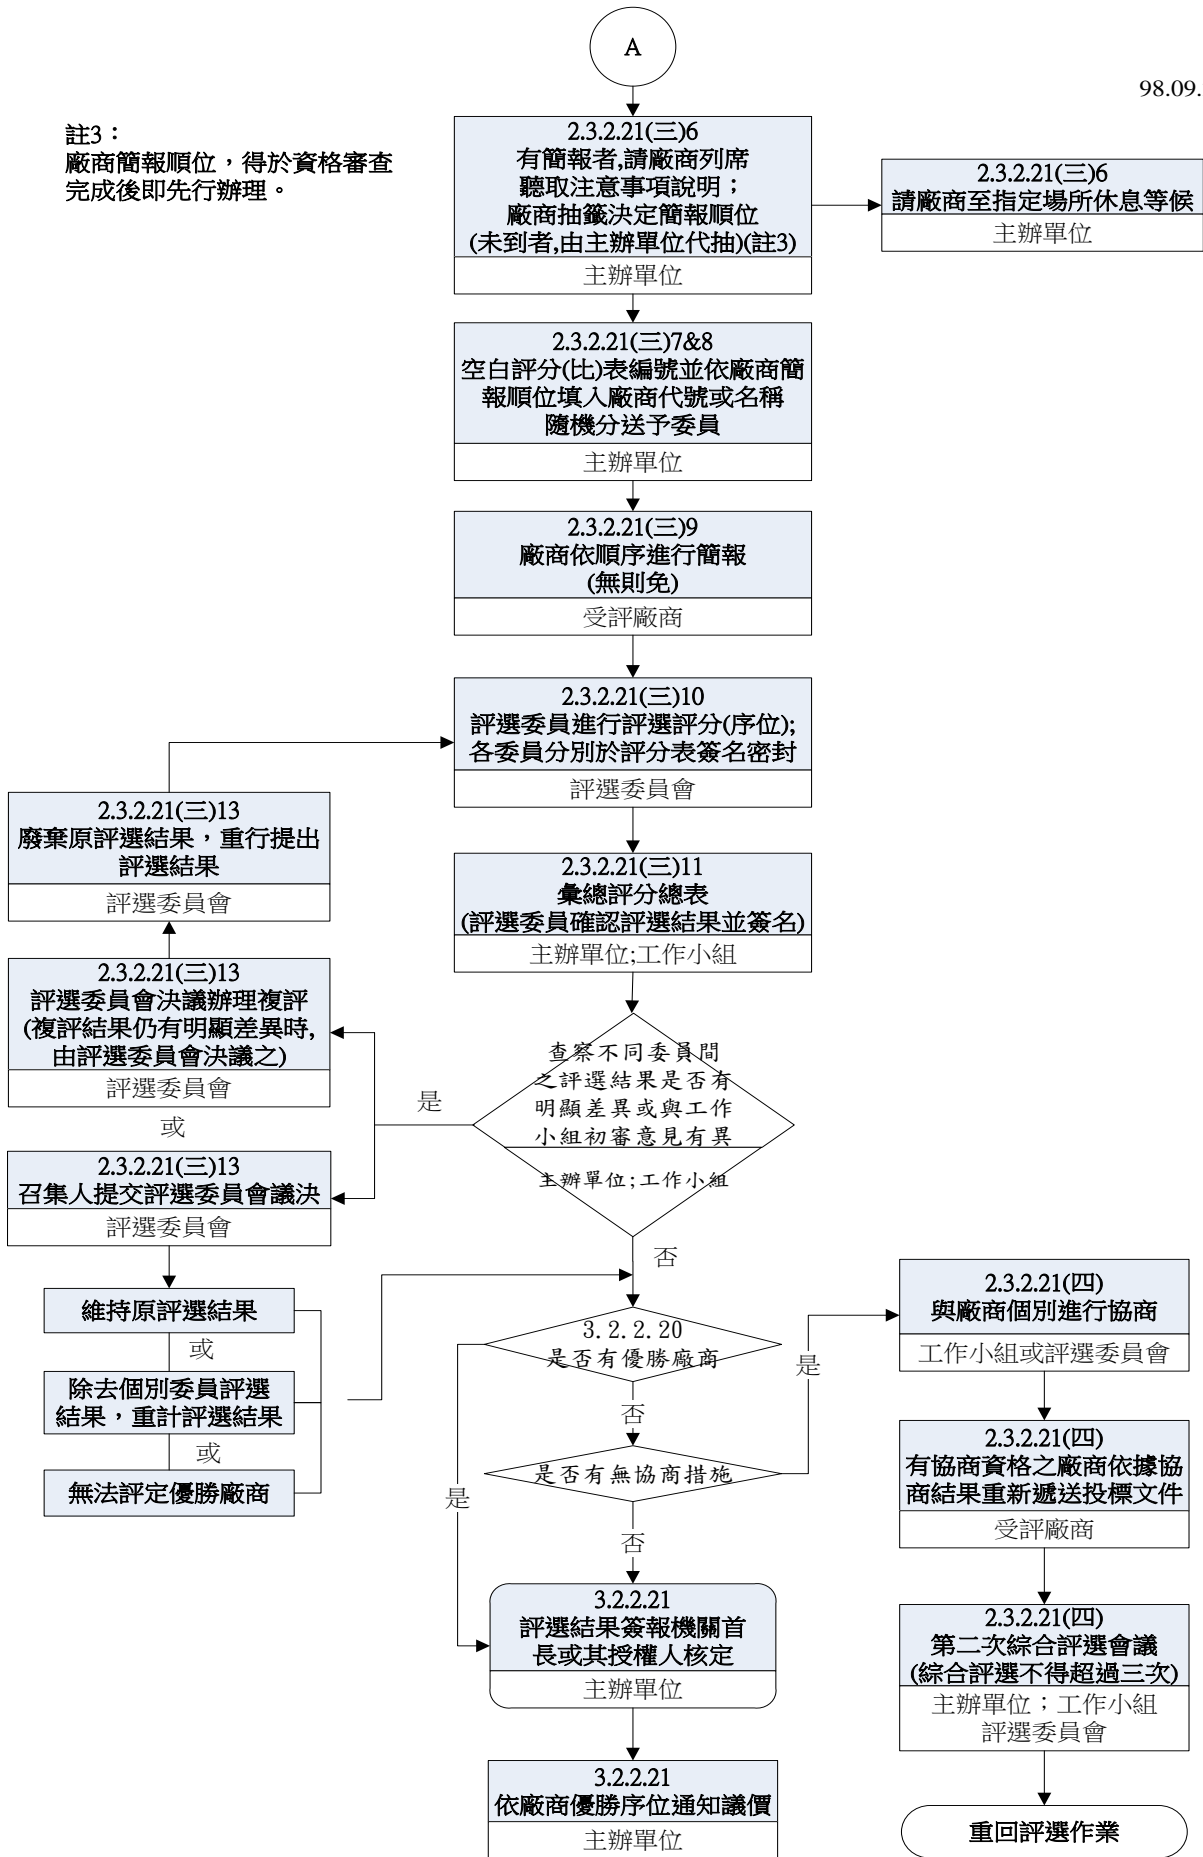 A
98.09.
註3：
廠商簡報順位，得於資格審查
完成後即先行辦理。
2.3.2.21(三)6
有簡報者,請廠商列席
聽取注意事項說明；
廠商抽籤決定簡報順位
(未到者,由主辦單位代抽)(註3)
主辦單位
2.3.2.21(三)6
請廠商至指定場所休息等候
主辦單位
2.3.2.21(三)7&8
空白評分(比)表編號並依廠商簡
報順位填入廠商代號或名稱
隨機分送予委員
主辦單位
2.3.2.21(三)9
廠商依順序進行簡報
(無則免)
受評廠商
2.3.2.21(三)10
評選委員進行評選評分(序位);
各委員分別於評分表簽名密封
評選委員會
2.3.2.21(三)13
廢棄原評選結果，重行提出
評選結果
評選委員會
2.3.2.21(三)11
彙總評分總表
(評選委員確認評選結果並簽名)
主辦單位;工作小組
2.3.2.21(三)13
評選委員會決議辦理複評
(複評結果仍有明顯差異時,
由評選委員會決議之)
評選委員會
或
2.3.2.21(三)13
召集人提交評選委員會議決
評選委員會
是
查察不同委員間
之評選結果是否有
明顯差異或與工作
小組初審意見有異
主辦單位;工作小組
否
維持原評選結果
或
除去個別委員評選
結果，重計評選結果
或
無法評定優勝廠商
3.2.2.20
是否有優勝廠商
是
否
是否有無協商措施
是
否
2.3.2.21(四)
與廠商個別進行協商
工作小組或評選委員會
2.3.2.21(四)
有協商資格之廠商依據協
商結果重新遞送投標文件
受評廠商
2.3.2.21(四)
第二次綜合評選會議
(綜合評選不得超過三次)
主辦單位；工作小組
評選委員會
重回評選作業
3.2.2.21
評選結果簽報機關首
長或其授權人核定
主辦單位
3.2.2.21
依廠商優勝序位通知議價
主辦單位